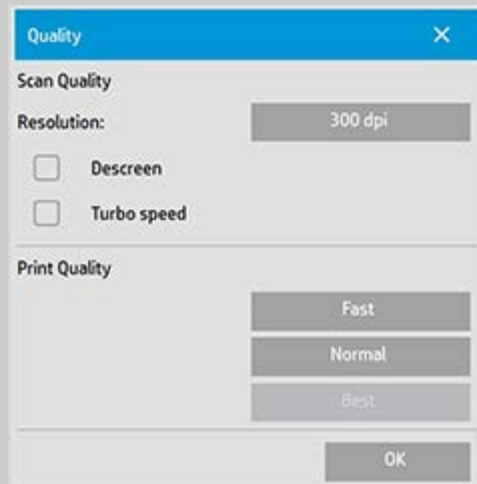 Quality
Scan Quality
Resolution: 300 dpi
Descreen
Turbo speed
Print Quality
Fast
Normal
Best
OK